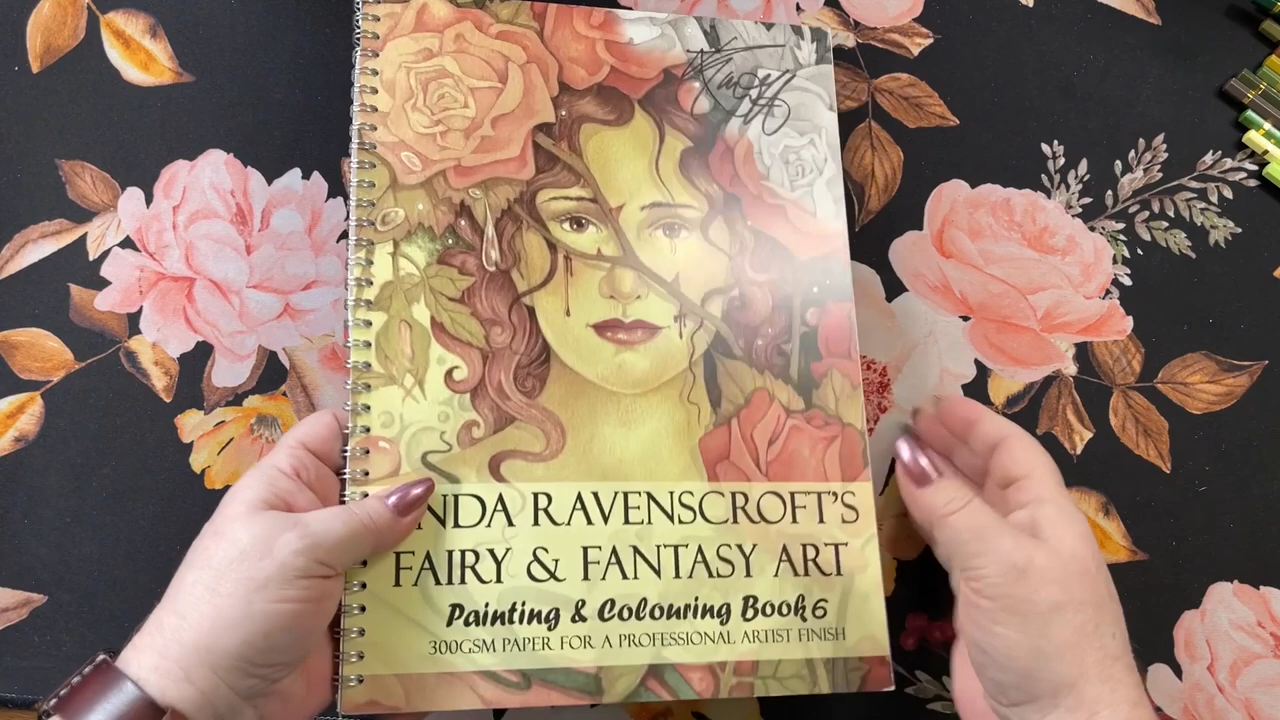 NDA RAVENSCROFT'S
FAIRY & FANTASY ART
Painting & Colouring Book 6
300GSM PAPER FOR A PROFESSIONAL ARTIST FINISH